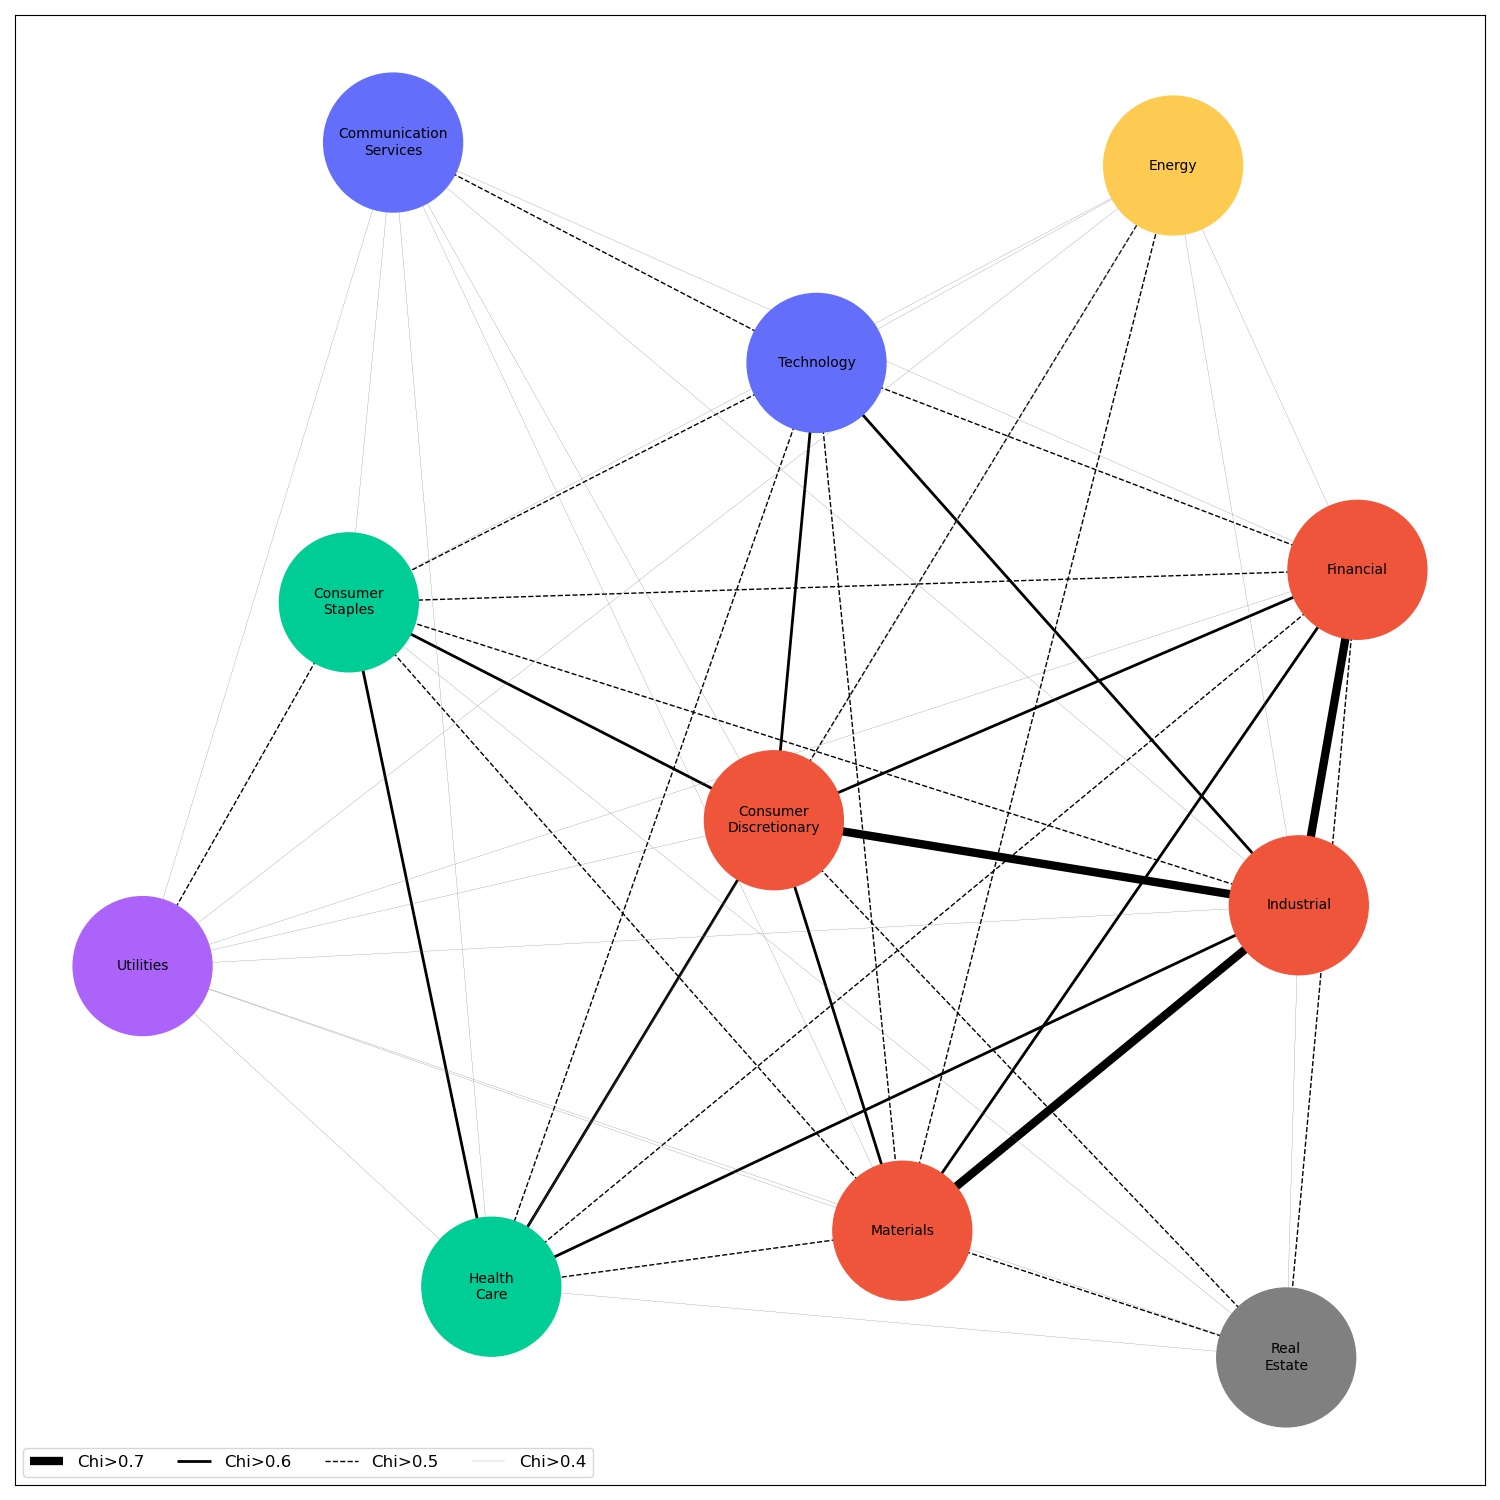 Communication
Services
Energy
Technology
Financial
Consumer
Staples
Consumer
Discretionary
Industrial
Utilities
Materials
Health
Care
Real
Estate
Chi>0.7 Chi>0.6 Chi>0.5 Chi>0.4